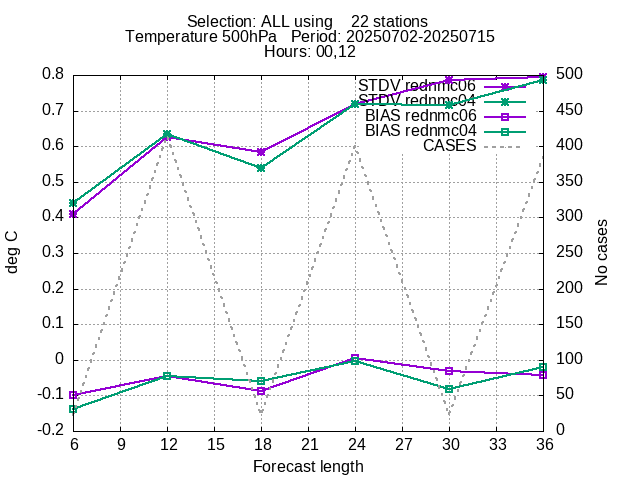 Selection: ALL using    22 stations
Temperature 500hPa   Period: 20250702-20250715
Hours: 00,12
0.8
0.7
0.6
0.5
0.4
0.3
0.2
0.1
0
-0.1
-0.2
deg C
STDV rednmc06
STDV rednmc04
BIAS rednmc06
BIAS rednmc04
CASES
500
450
400
350
300
250
200
150
100
50
0
No cases
6 9 12 15 18 21 24 27 30 33 36
Forecast length